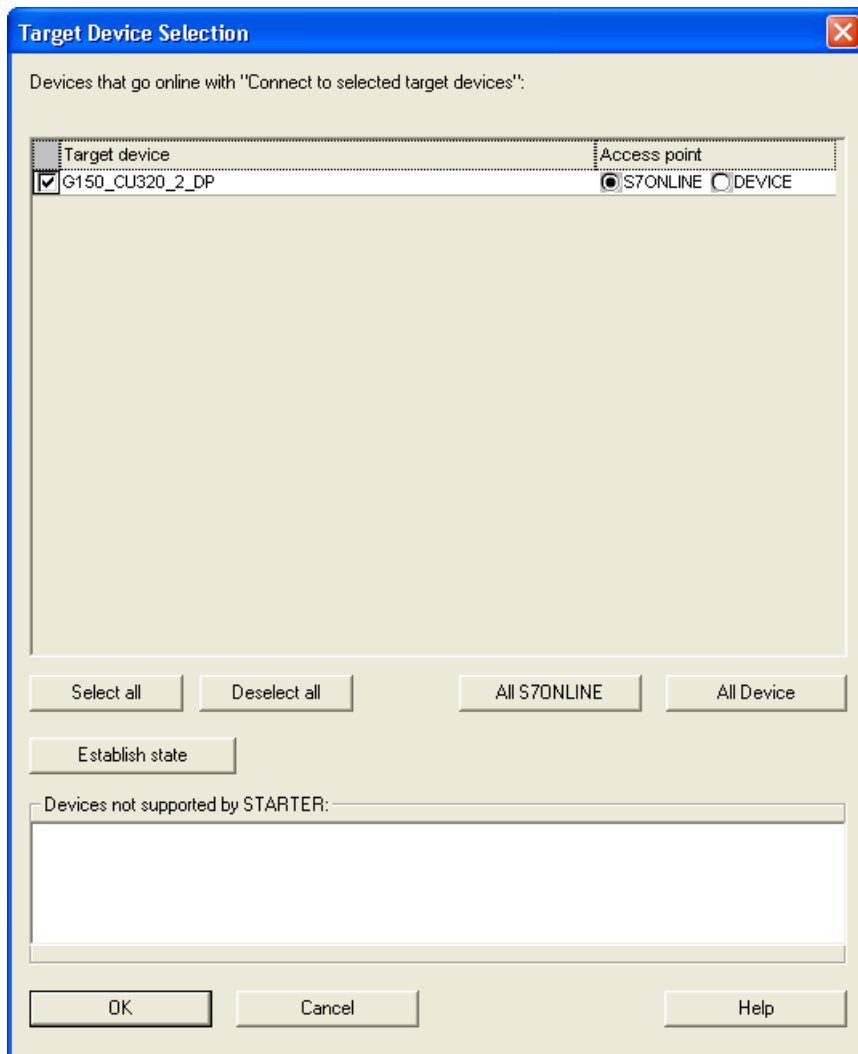 Target Device Selection
Devices that go online with "Connect to selected target devices":
Target device Access point
G150_CU320_2_DP S7ONLINE DEVICE
Select all Deselect all All S7ONLINE All Device
Establish state
Devices not supported by STARTER:
OK Cancel Help